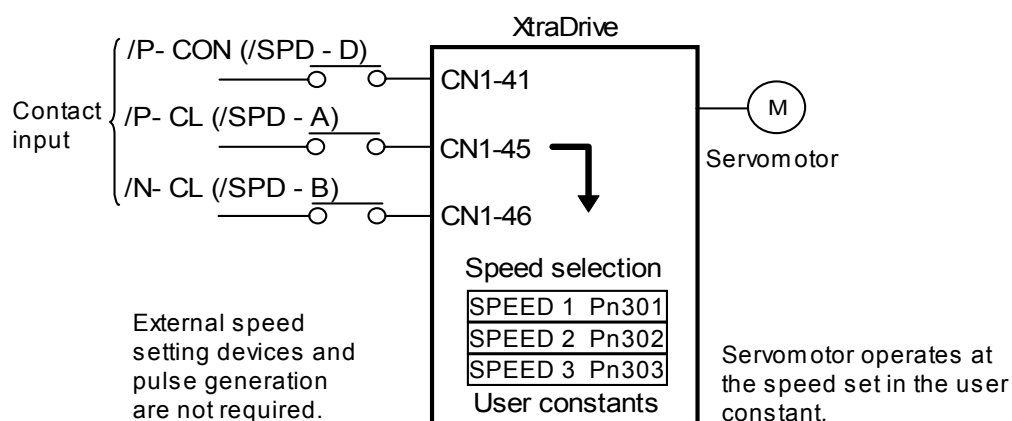 XtraDrive
/P- CON (/SPD - D)
CN1-41
Contact
input
/P- CL (/SPD - A)
CN1-45
M
Servomotor
/N- CL (/SPD - B)
CN1-46
Speed selection
SPEED 1 Pn301
SPEED 2 Pn302
SPEED 3 Pn303
User constants
External speed
setting devices and
pulse generation
are not required.
Servomotor operates at
the speed set in the user
constant.